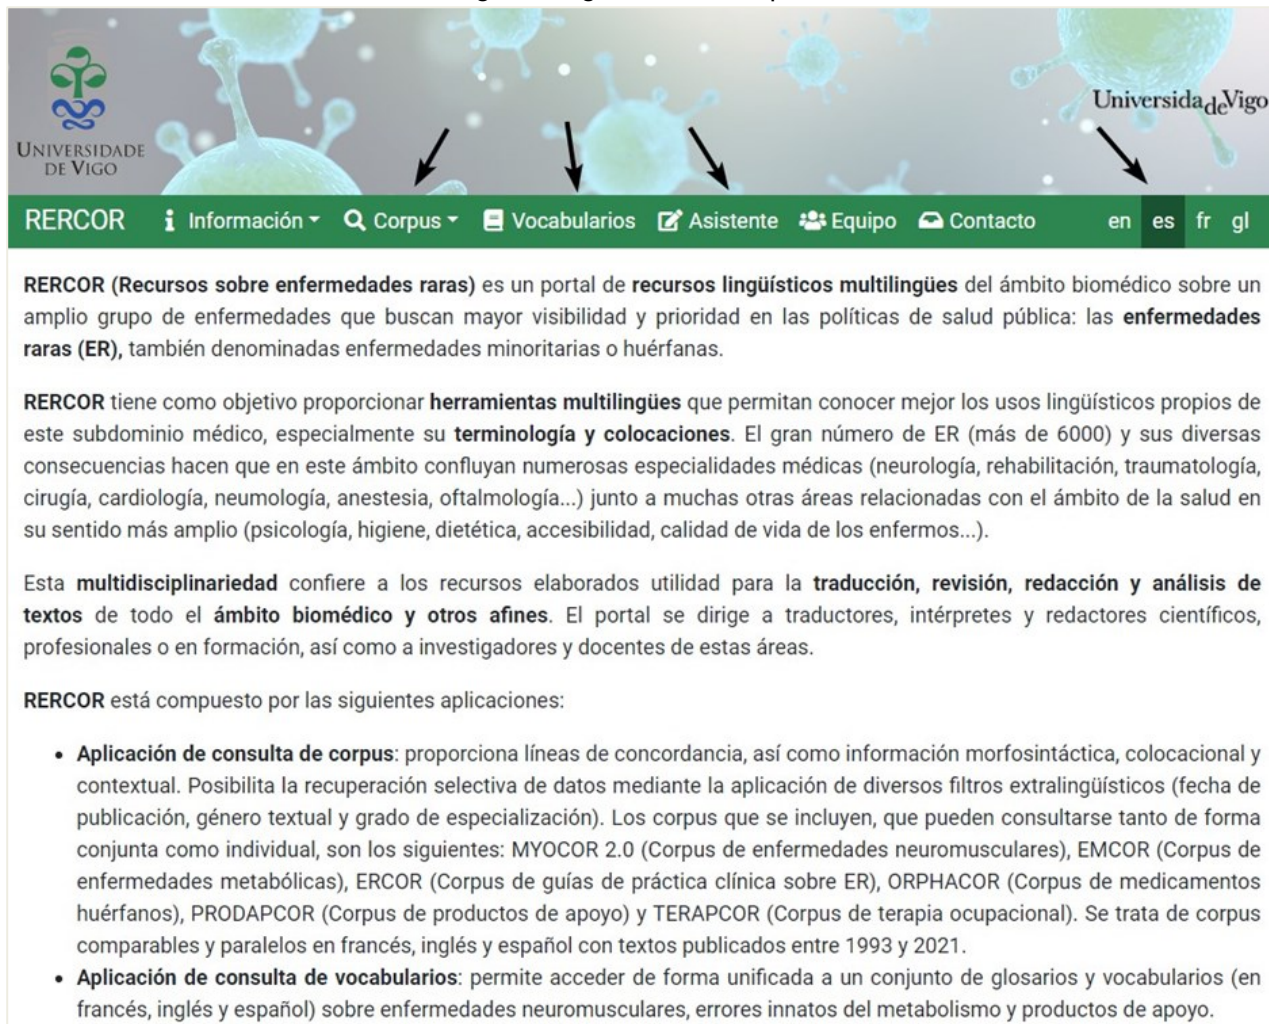 UNIVERSIDADE
DE VIGO
UniversidadeVigo
RERCOR Información Corpus Vocabularios Asistente Equipo Contacto en es fr gl
RERCOR (Recursos sobre enfermedades raras) es un portal de recursos lingüísticos multilingües del ámbito biomédico sobre un
amplio grupo de enfermedades que buscan mayor visibilidad y prioridad en las políticas de salud pública: las enfermedades
raras (ER), también denominadas enfermedades minoritarias o huérfanas.
RERCOR tiene como objetivo proporcionar herramientas multilingües que permitan conocer mejor los usos lingüísticos propios de
este subdominio médico, especialmente su terminología y colocaciones. El gran número de ER (más de 6000) y sus diversas
consecuencias hacen que en este ámbito confluyan numerosas especialidades médicas (neurología, rehabilitación, traumatología,
cirugía, cardiología, neumología, anestesia, oftalmología...) junto a muchas otras áreas relacionadas con el ámbito de la salud en
su sentido más amplio (psicología, higiene, dietética, accesibilidad, calidad de vida de los enfermos...).
Esta multidisciplinariedad confiere a los recursos elaborados utilidad para la traducción, revisión, redacción y análisis de
textos de todo el ámbito biomédico y otros afines. El portal se dirige a traductores, intérpretes y redactores científicos,
profesionales o en formación, así como a investigadores y docentes de estas áreas.
RERCOR está compuesto por las siguientes aplicaciones:
• Aplicación de consulta de corpus: proporciona líneas de concordancia, así como información morfosintáctica, colocacional y
contextual. Posibilita la recuperación selectiva de datos mediante la aplicación de diversos filtros extralingüísticos (fecha de
publicación, género textual y grado de especialización). Los corpus que se incluyen, que pueden consultarse tanto de forma
conjunta como individual, son los siguientes: MYOCOR 2.0 (Corpus de enfermedades neuromusculares), EMCOR (Corpus de
enfermedades metabólicas), ERCOR (Corpus de guías de práctica clínica sobre ER), ORPHACOR (Corpus de medicamentos
huérfanos), PRODAPCOR (Corpus de productos de apoyo) y TERAPCOR (Corpus de terapia ocupacional). Se trata de corpus
comparables y paralelos en francés, inglés y español con textos publicados entre 1993 y 2021.
• Aplicación de consulta de vocabularios: permite acceder de forma unificada a un conjunto de glosarios y vocabularios (en
francés, inglés y español) sobre enfermedades neuromusculares, errores innatos del metabolismo y productos de apoyo.